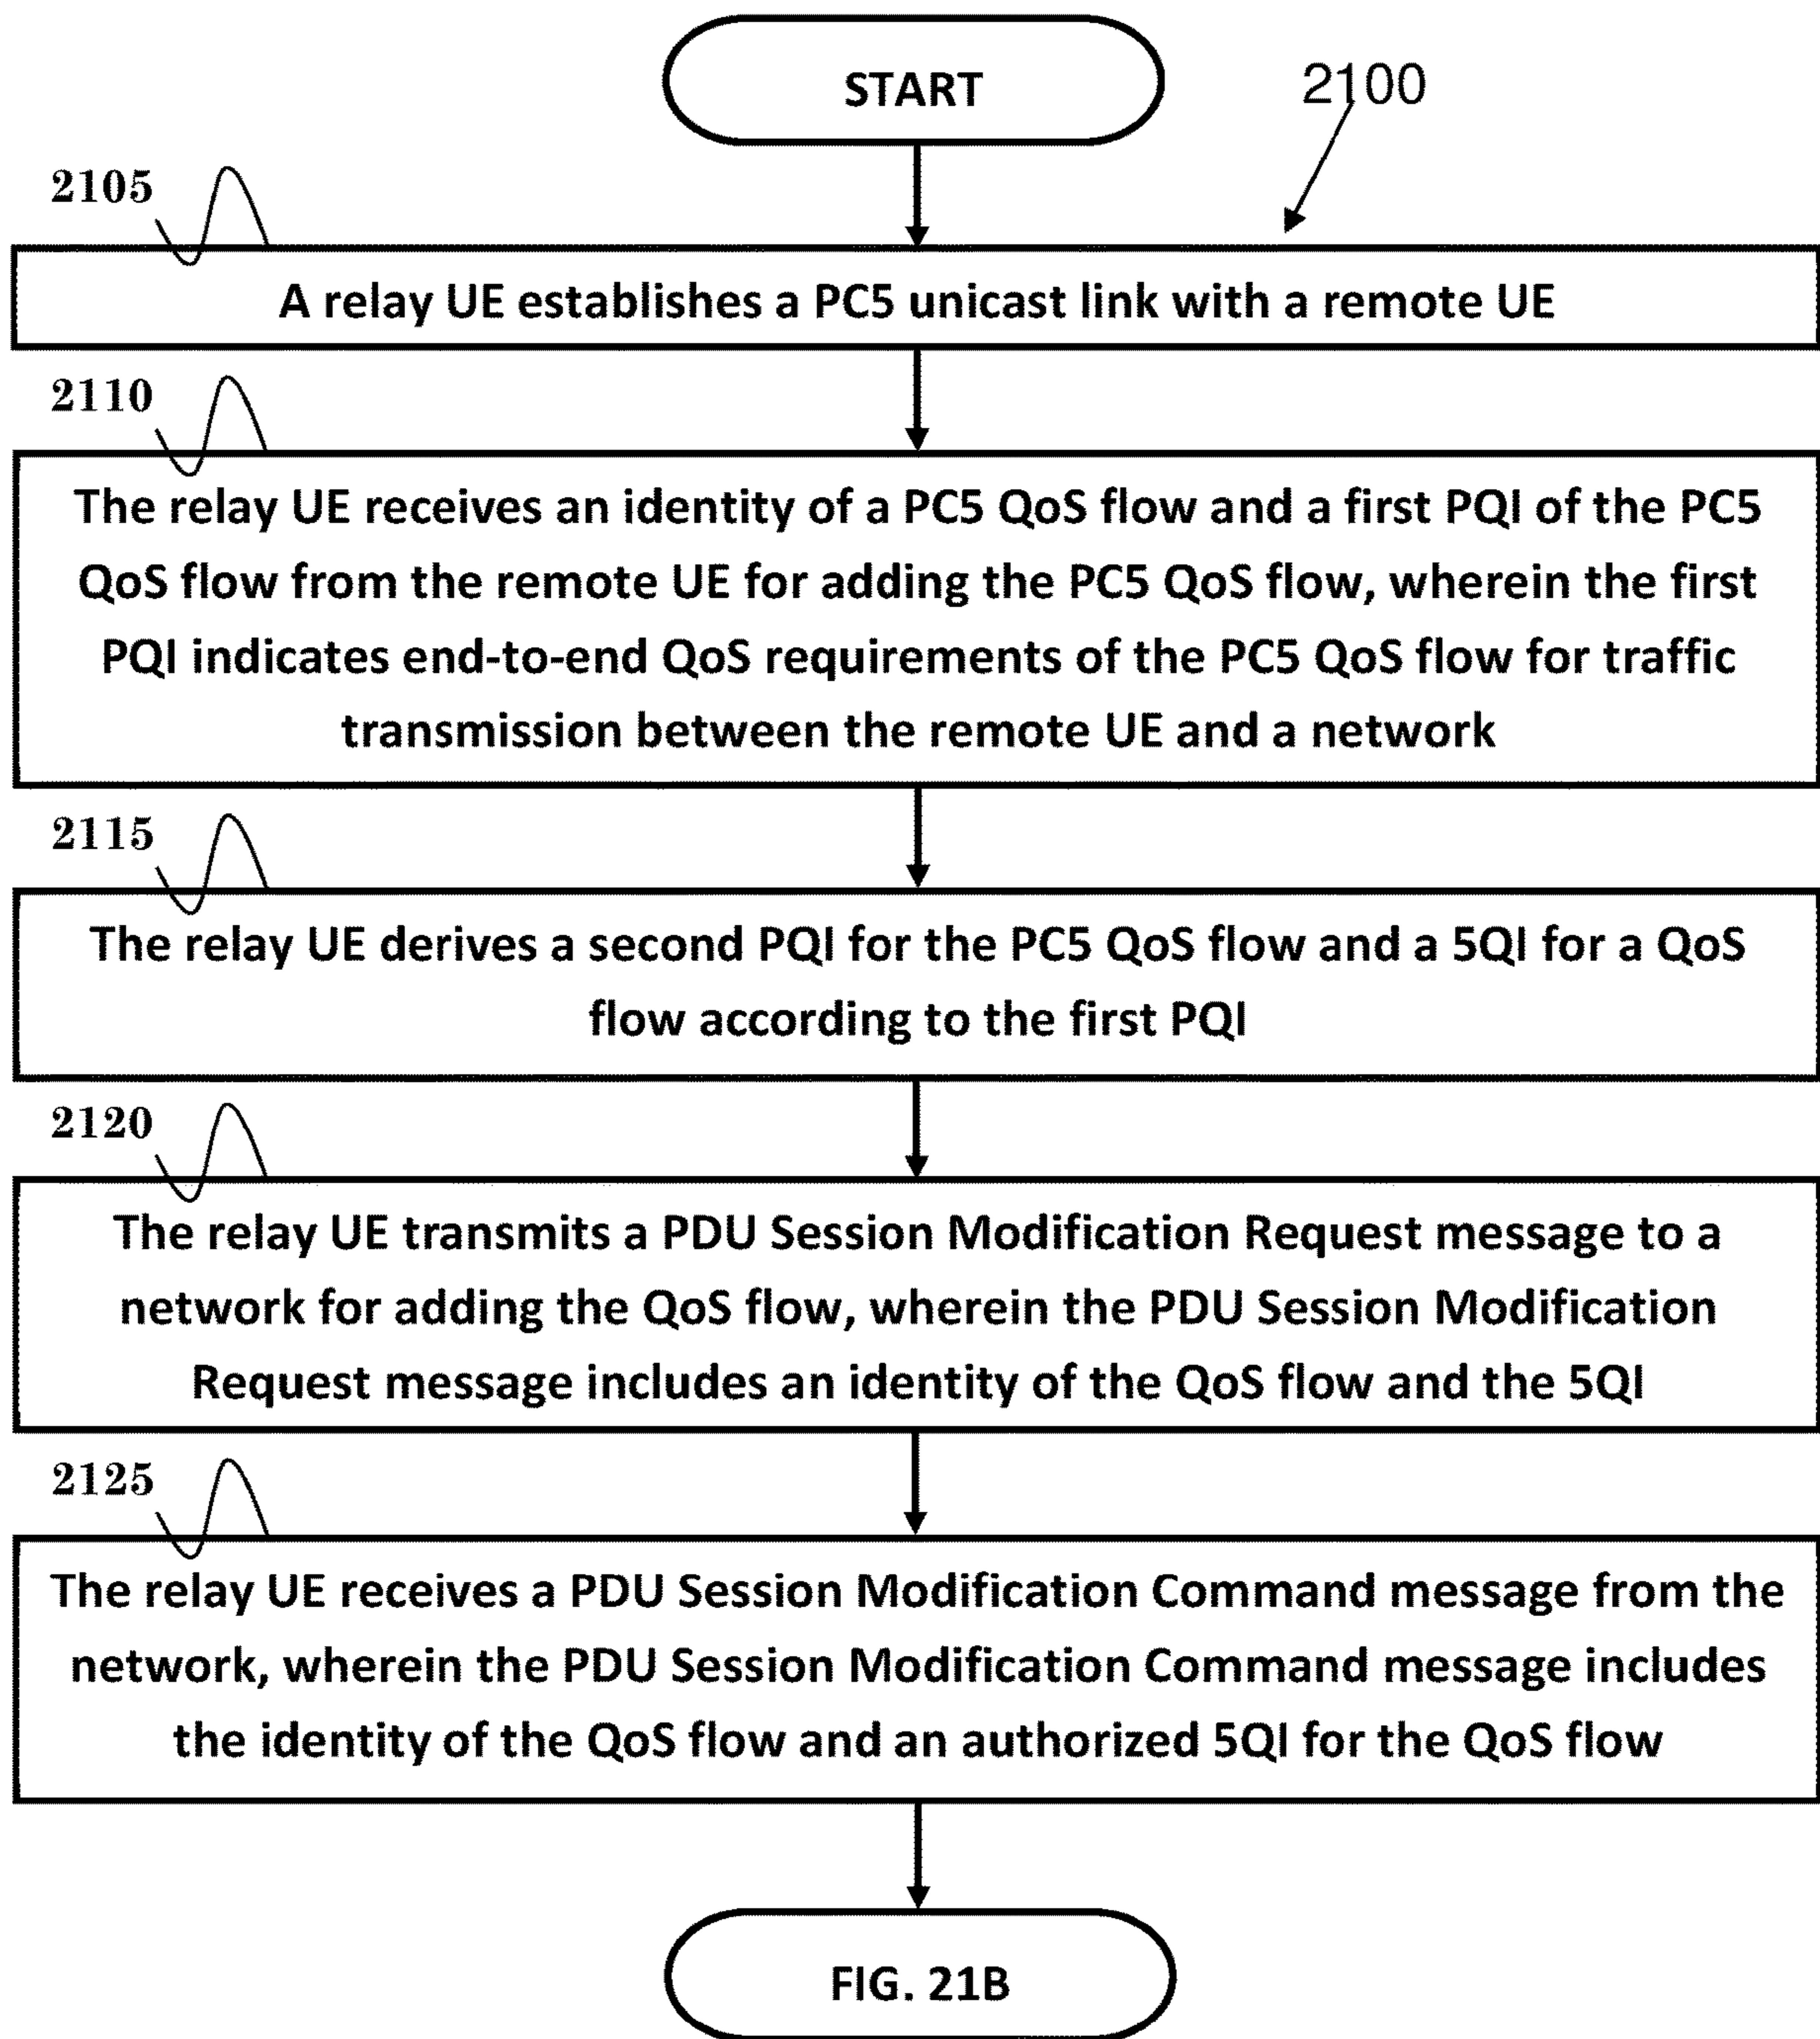 START
2100
2105
A relay UE establishes a PC5 unicast link with a remote UE
2110
The relay UE receives an identity of a PC5 QoS flow and a first PQI of the PC5
QoS flow from the remote UE for adding the PC5 QoS flow, wherein the first
PQI indicates end-to-end QoS requirements of the PC5 QoS flow for traffic
transmission between the remote UE and a network
2115
The relay UE derives a second PQI for the PC5 QoS flow and a 5QI for a QoS
flow according to the first PQI
2120
The relay UE transmits a PDU Session Modification Request message to a
network for adding the QoS flow, wherein the PDU Session Modification
Request message includes an identity of the QoS flow and the 5QI
2125
The relay UE receives a PDU Session Modification Command message from the
network, wherein the PDU Session Modification Command message includes
the identity of the QoS flow and an authorized 5QI for the QoS flow
FIG. 21B